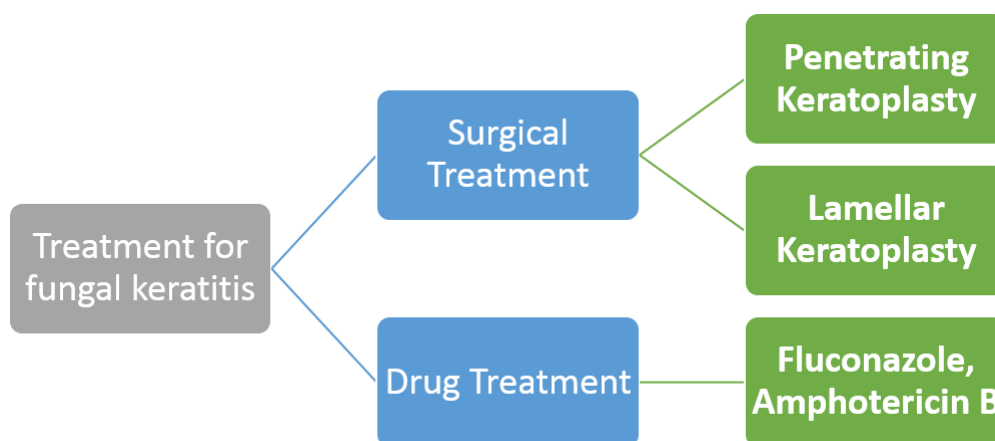 Treatment for
fungal keratitis
Surgical
Treatment
Drug Treatment
Penetrating
Keratoplasty
Lamellar
Keratoplasty
Fluconazole,
Amphotericin B